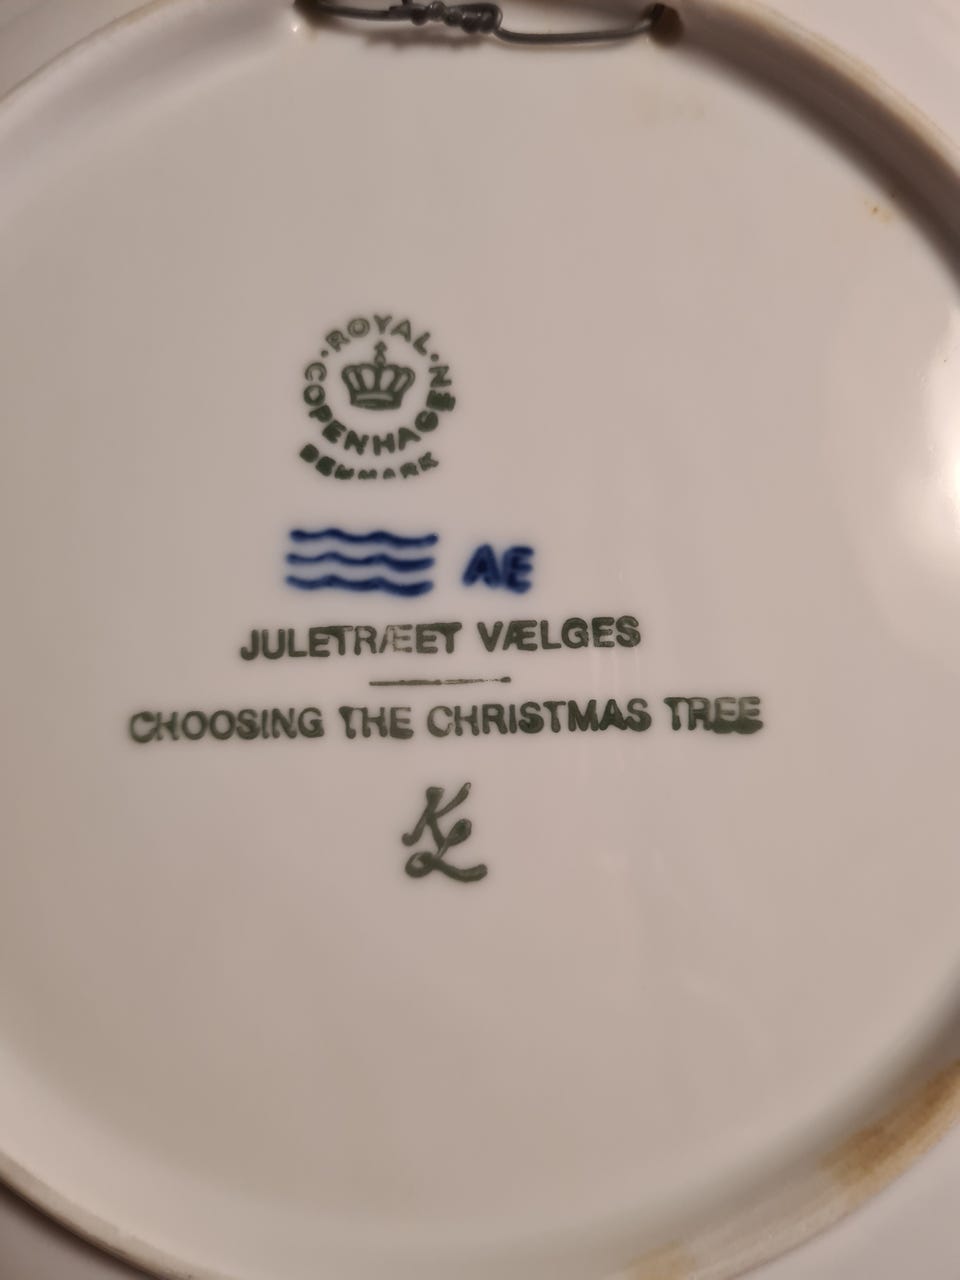 ROYAL COPENHAGEN
DENMARK
AE
JULETRÆET VÆLGES
CHOOSING THE CHRISTMAS TREE
KL